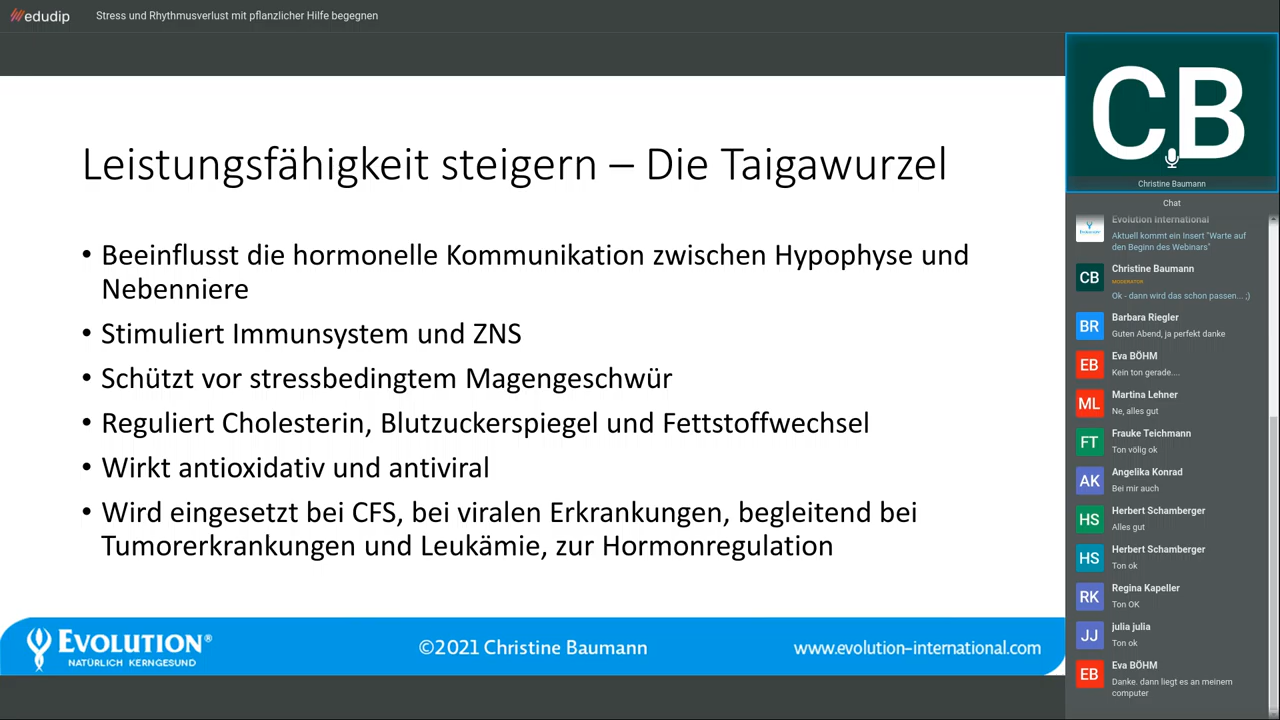 edudip
Stress und Rhythmusverlust mit pflanzlicher Hilfe begegnen
Leistungsfähigkeit steigern – Die Taigawurzel
• Beeinflusst die hormonelle Kommunikation zwischen Hypophyse und
Nebenniere
• Stimuliert Immunsystem und ZNS
• Schützt vor stressbedingtem Magengeschwür
• Reguliert Cholesterin, Blutzuckerspiegel und Fettstoffwechsel
• Wirkt antioxidativ und antiviral
• Wird eingesetzt bei CFS, bei viralen Erkrankungen, begleitend bei
Tumorerkrankungen und Leukämie, zur Hormonregulation
EVOLUTION®
NATÜRLICH KERNGESUND
©2021 Christine Baumann
www.evolution-international.com
CB
Christine Baumann
Chat
Evolution International
Aktuell kommt ein Insert "Warte auf
den Beginn des Webinars"
CB
Christine Baumann
MODERATOR
Ok - dann wird das schon passen... ;)
BR
Barbara Riegler
Guten Abend, ja perfekt danke
EB
Eva BÖHM
Kein ton gerade....
ML
Martina Lehner
Ne, alles gut
FT
Frauke Teichmann
Ton völig ok
AK
Angelika Konrad
Bei mir auch
HS
Herbert Schamberger
Alles gut
HS
Herbert Schamberger
Ton ok
RK
Regina Kapeller
Ton OK
JJ
julia julia
Ton ok
EB
Eva BÖHM
Danke. dann liegt es an meinem
computer